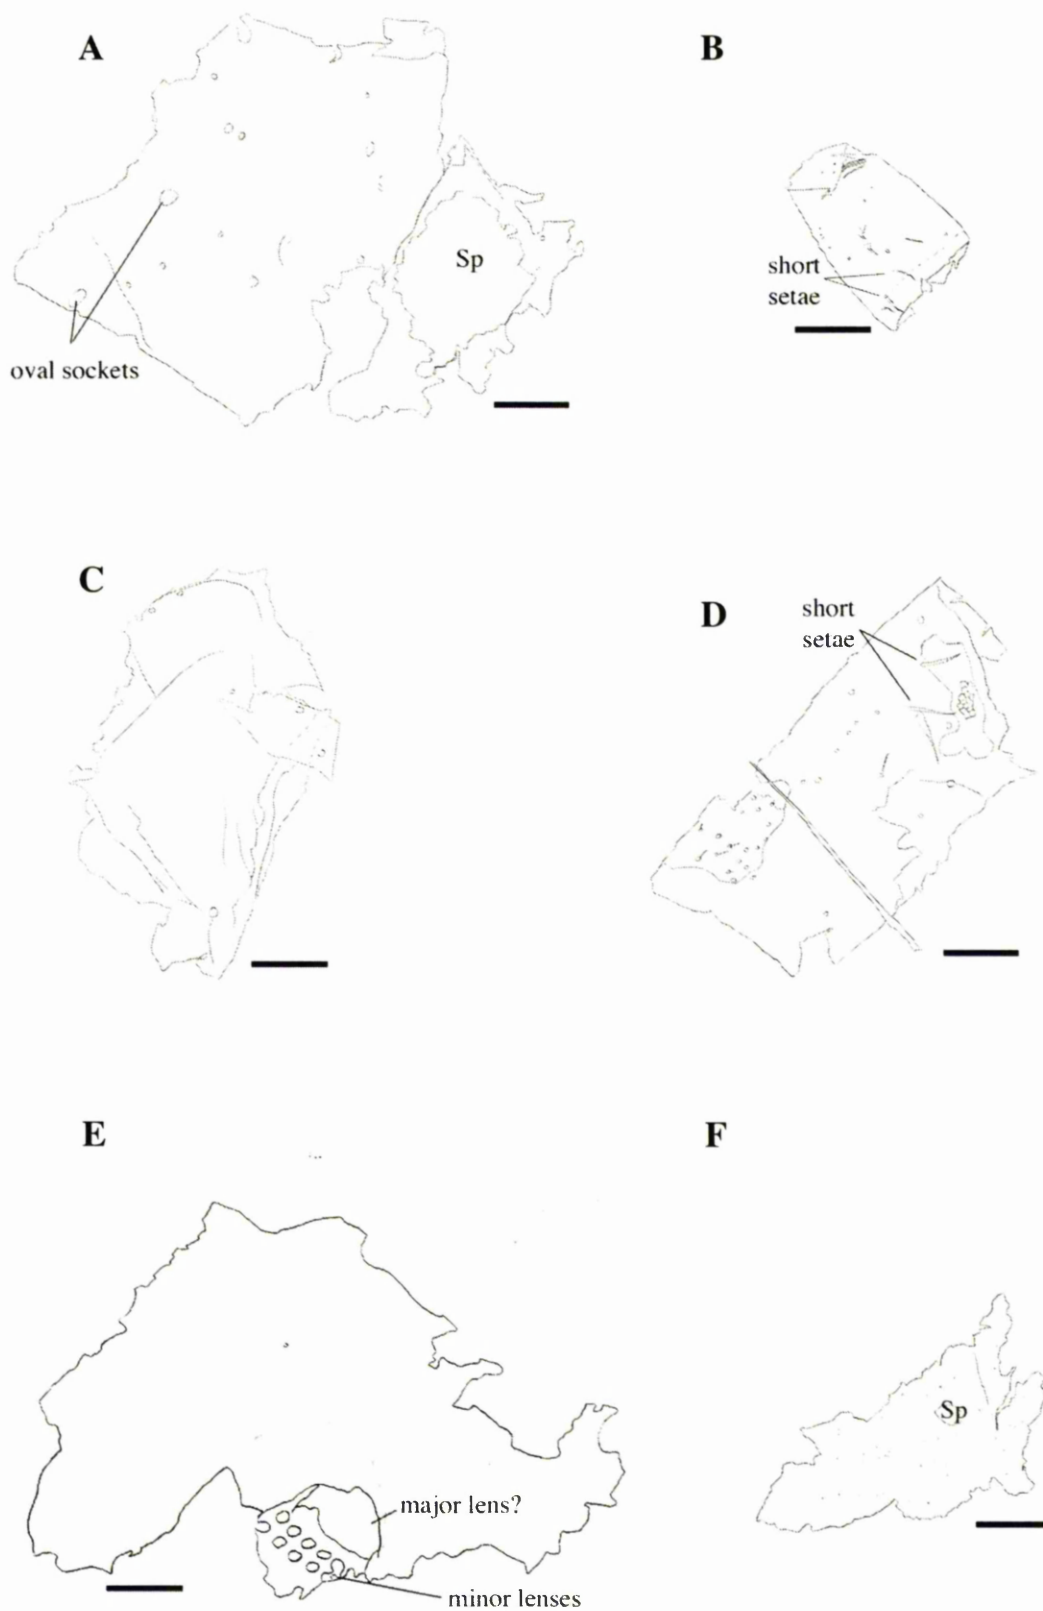 A
B
Sp
short
setae
oval sockets
C
D
short
setae
E
F
Sp
major lens?
minor lenses